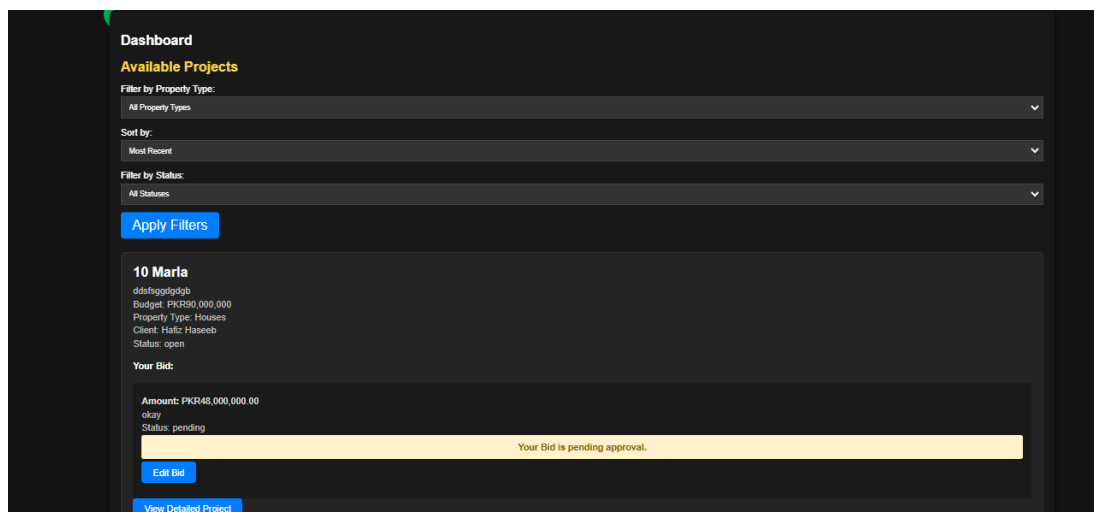 Dashboard
Available Projects
Filter by Property Type:
All Property Types
Sort by:
Most Recent
Filter by Status:
All Statuses
Apply Filters
10 Marla
ddsfsggdgdgb
Budget: PKR90,000,000
Property Type: Houses
Client: Hafiz Haseeb
Status: open
Your Bid:
Amount: PKR48,000,000.00
okay
Status: pending
Your Bid is pending approval.
Edit Bid
View Detailed Project